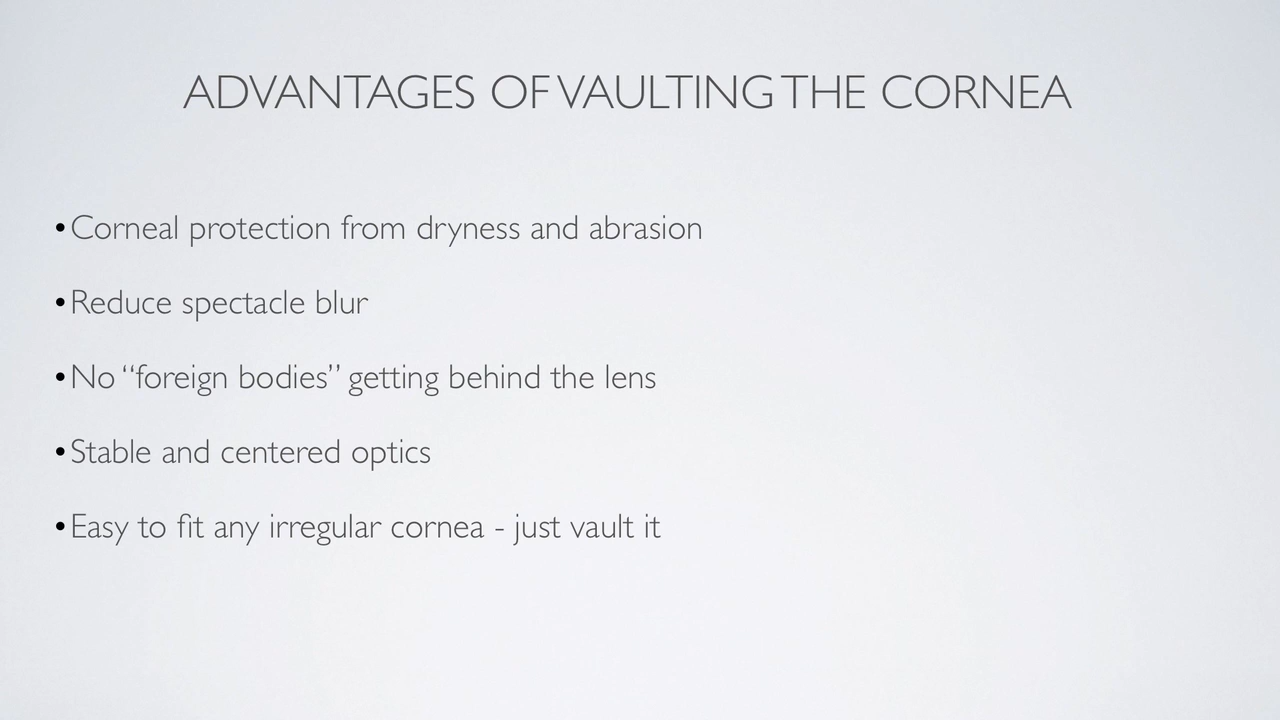 ADVANTAGES OF VAULTING THE CORNEA
•Corneal protection from dryness and abrasion
•Reduce spectacle blur
•No “foreign bodies” getting behind the lens
•Stable and centered optics
•Easy to fit any irregular cornea - just vault it